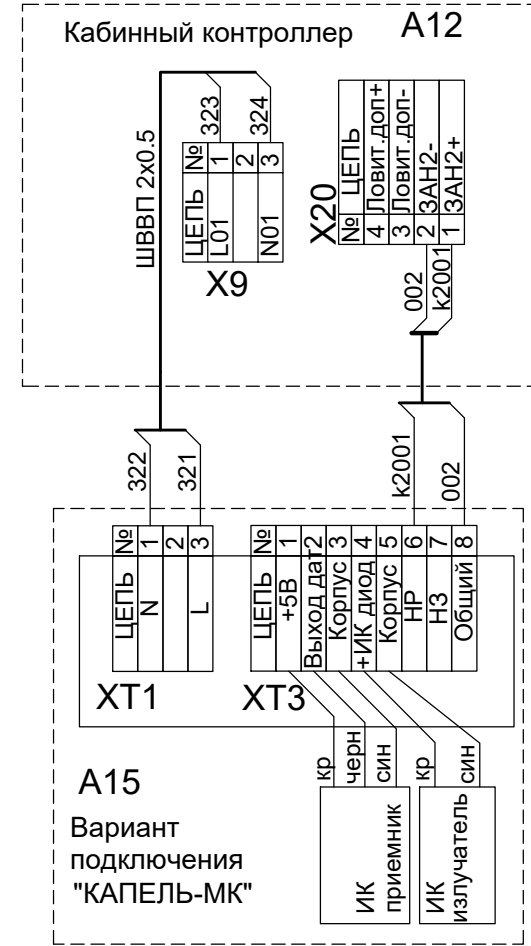 Кабинный контроллер
A12
ШВВП 2x0.5
323
324
ЦЕПЬ №
L01 1
2
N01 3
X9
X20
№ ЦЕПЬ
4 Ловит.доп+
3 Ловит.доп-
2 ЗАН2-
1 ЗАН2+
002
k2001
322
321
k2001
002
ЦЕПЬ №
N 1
2
L 3
XT1
ЦЕПЬ №
+5В 1
Выход дат 2
Корпус 3
+ИК диод 4
Корпус 5
НР 6
НЗ 7
Общий 8
XT3
кр
черн
син
кр
син
ИК
приемник
ИК
излучатель
A15
Вариант
подключения
"КАПЕЛЬ-МК"